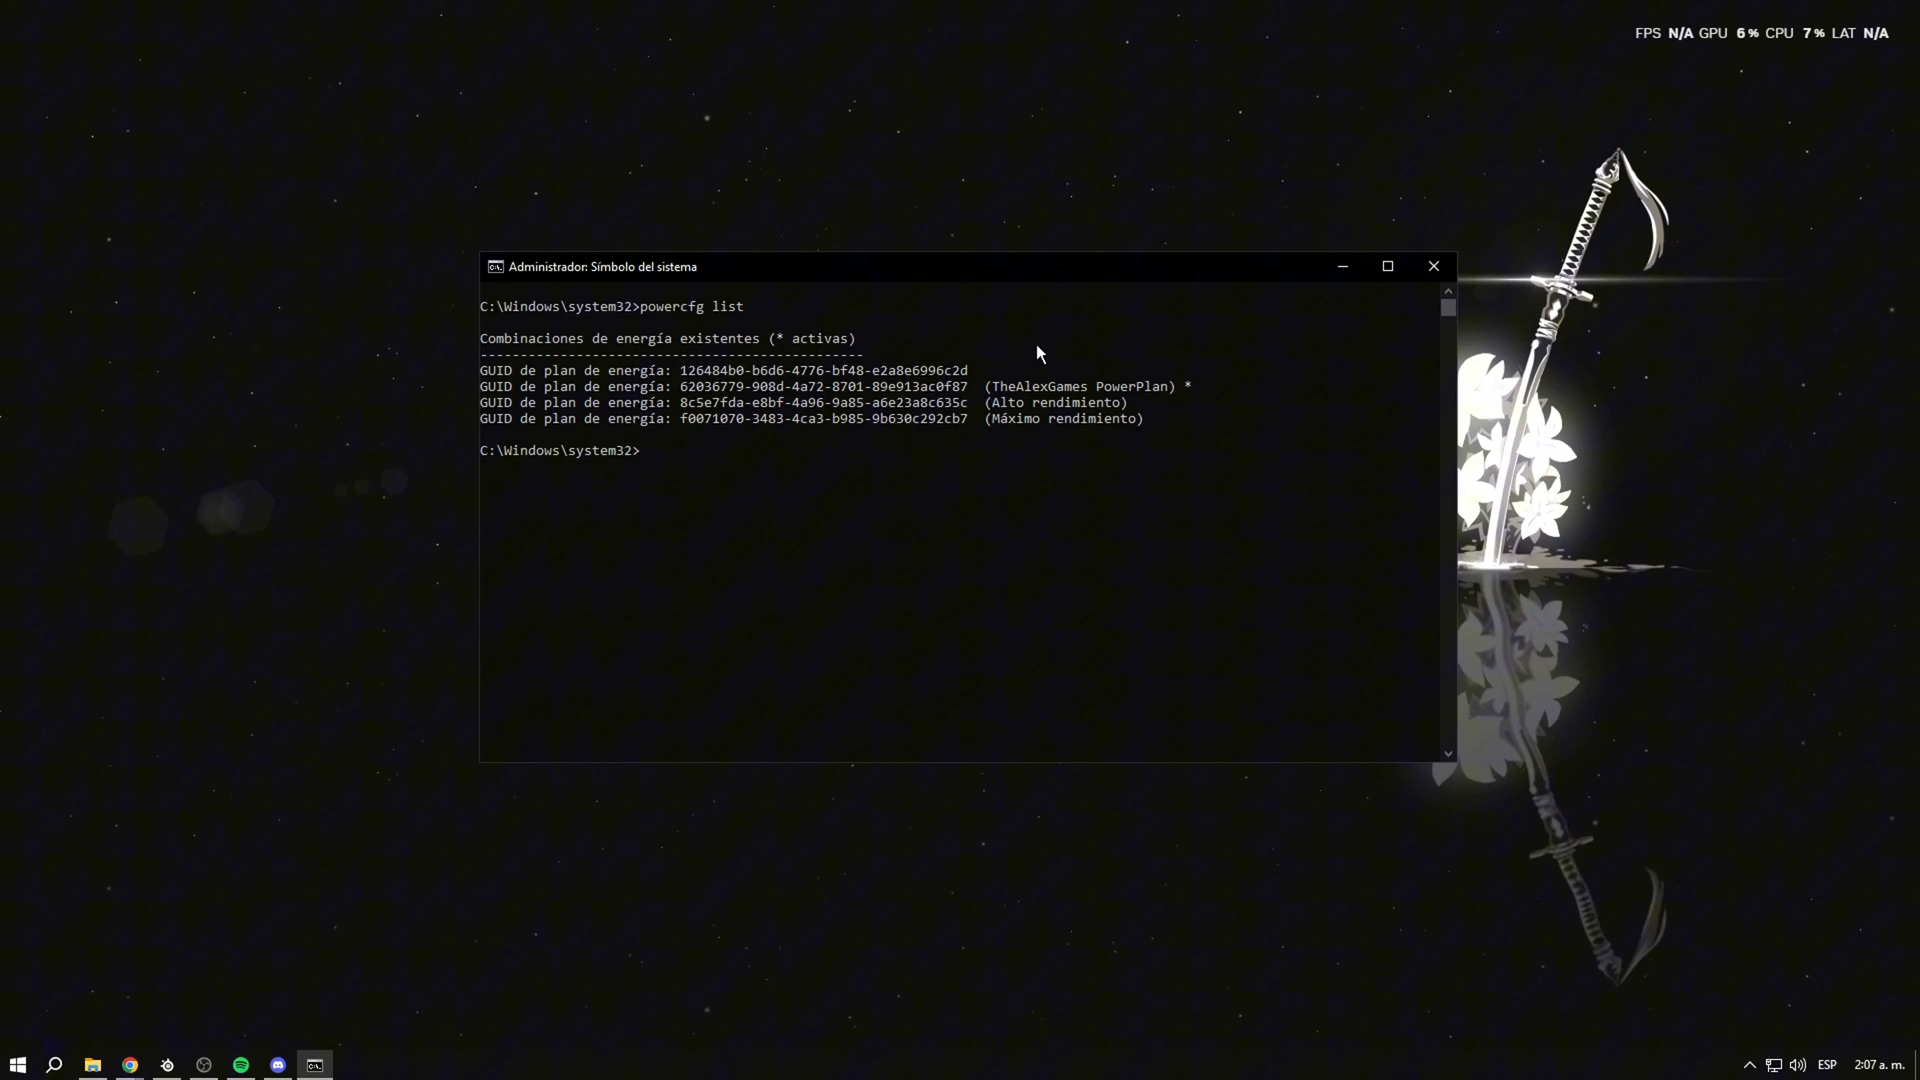 FPS N/A GPU 6% CPU 7% LAT N/A
Administrador: Símbolo del sistema
C:\Windows\system32>powercfg list
Combinaciones de energía existentes (* activas)
-----------------------------------------------
GUID de plan de energía: 126484b0-b6d6-4776-bf48-e2a8e6996c2d
GUID de plan de energía: 62036779-908d-4a72-8701-89e913ac0f87  (TheAlexGames PowerPlan) *
GUID de plan de energía: 8c5e7fda-e8bf-4a96-9a85-a6e23a8c635c  (Alto rendimiento)
GUID de plan de energía: f0071070-3483-4ca3-b985-9b630c292cb7  (Máximo rendimiento)
C:\Windows\system32>
ESP 2:07 a. m.